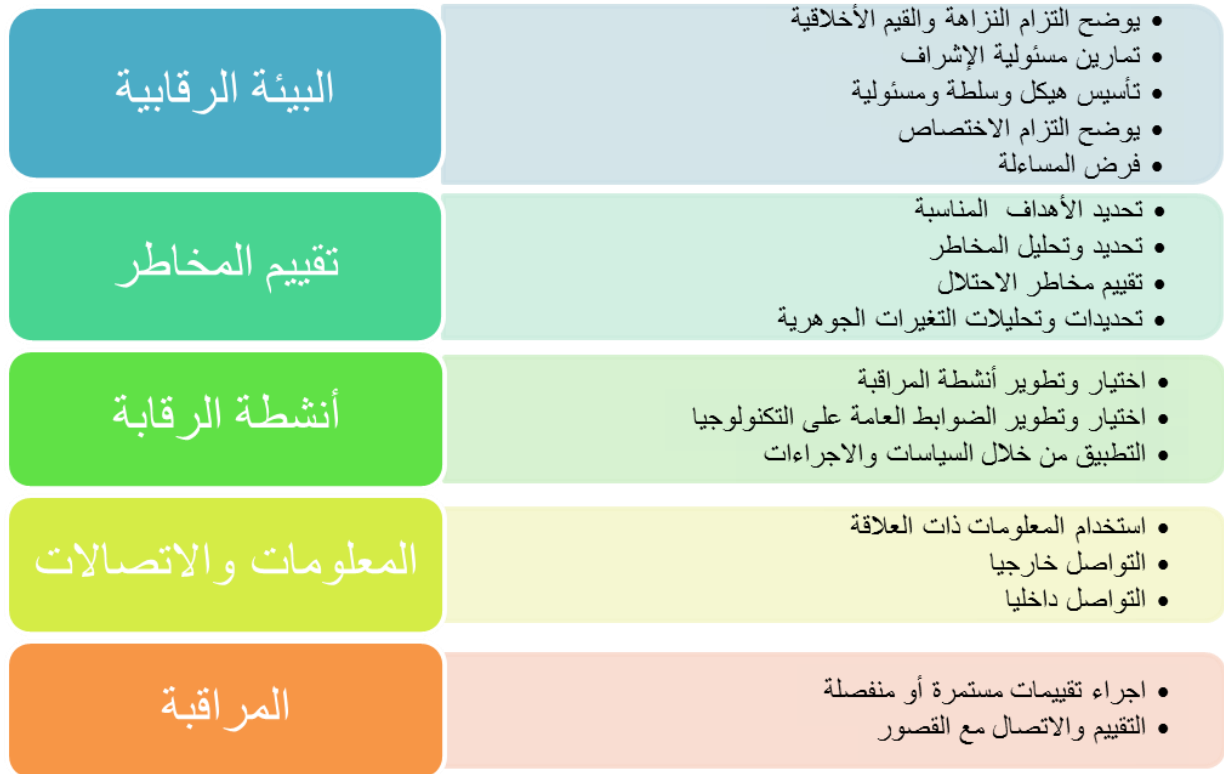 البيئة الرقابية
• يوضح التزام النزاهة والقيم الأخلاقية
• تمارين مسئولية الإشراف
• تأسيس هيكل وسلطة ومسئولية
• يوضح التزام الاختصاص
• فرض المساءلة
تقييم المخاطر
• تحديد الأهداف المناسبة
• تحديد وتحليل المخاطر
• تقييم مخاطر الاحتلال
• تحديدات وتحليلات التغيرات الجوهرية
أنشطة الرقابة
• اختيار وتطوير أنشطة المراقبة
• اختيار وتطوير الضوابط العامة على التكنولوجيا
• التطبيق من خلال السياسات والاجراءات
المعلومات والاتصالات
• استخدام المعلومات ذات العلاقة
• التواصل خارجيا
• التواصل داخليا
المراقبة
• اجراء تقييمات مستمرة أو منفصلة
• التقييم والاتصال مع القصور